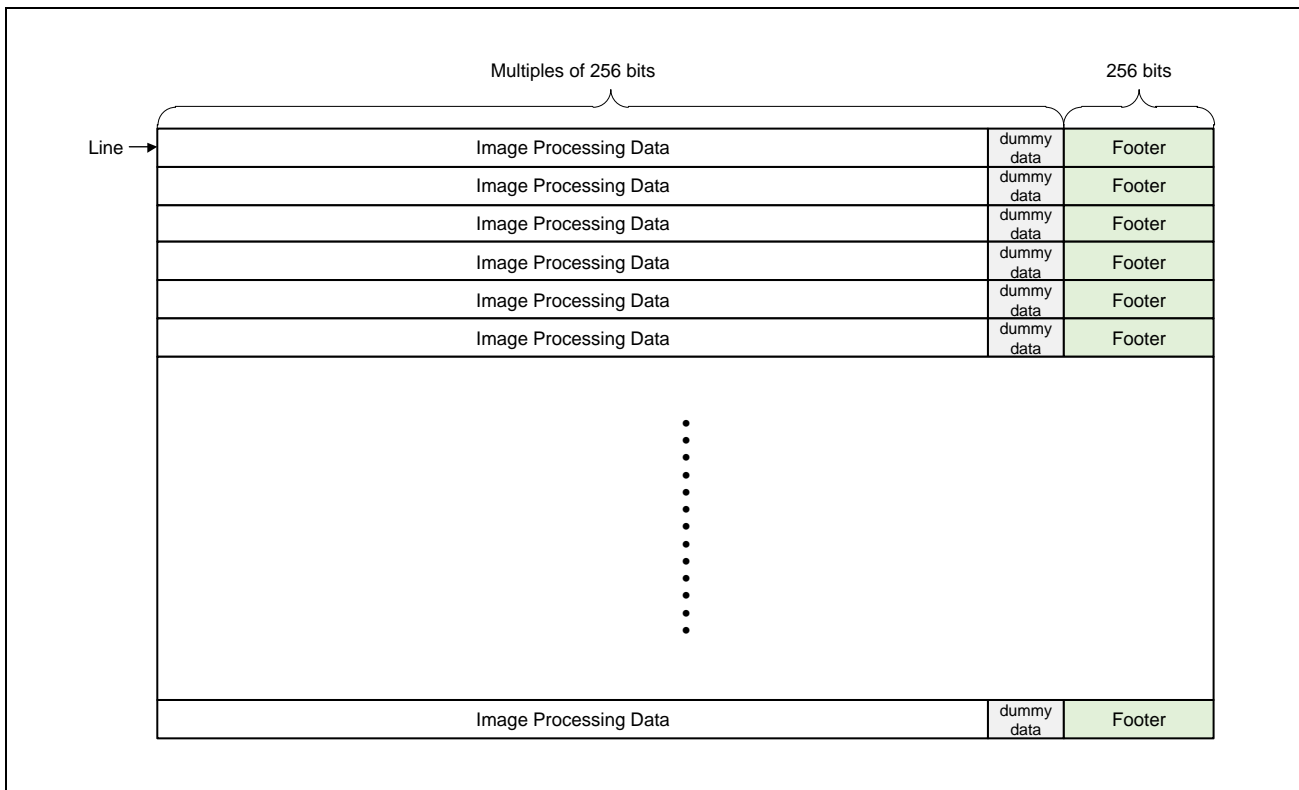 Multiples of 256 bits
256 bits
Line
Image Processing Data
dummy
data
Footer
Image Processing Data
dummy
data
Footer
Image Processing Data
dummy
data
Footer
Image Processing Data
dummy
data
Footer
Image Processing Data
dummy
data
Footer
Image Processing Data
dummy
data
Footer
Image Processing Data
dummy
data
Footer